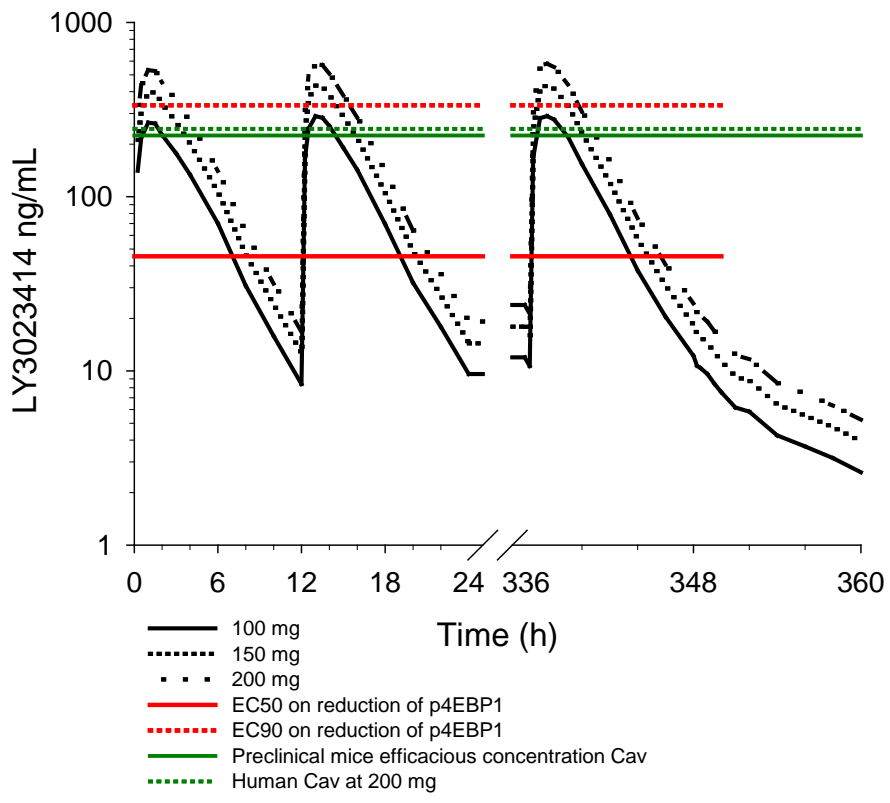 1000
100
10
1
LY3023414 ng/mL
0 6 12 18 24 336 348 360
Time (h)
100 mg
150 mg
200 mg
EC50 on reduction of p4EBP1
EC90 on reduction of p4EBP1
Preclinical mice efficacious concentration Cav
Human Cav at 200 mg